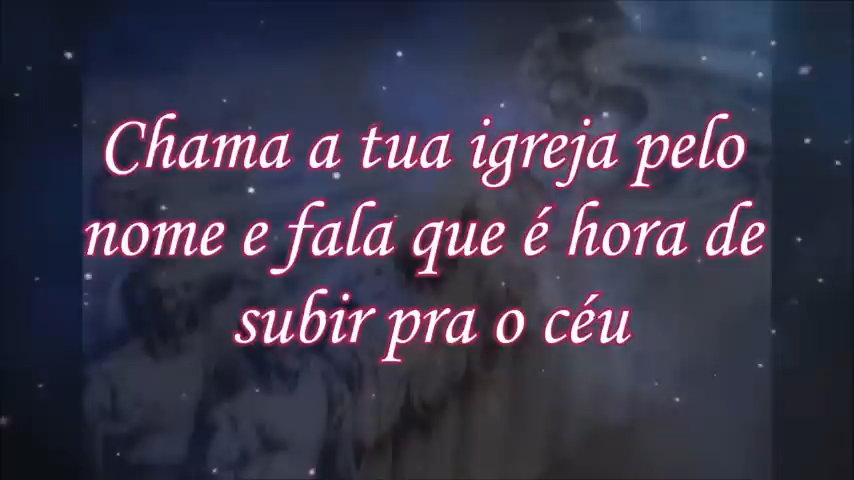 Chama a tua igreja pelo
nome e fala que é hora de
subir pra o céu